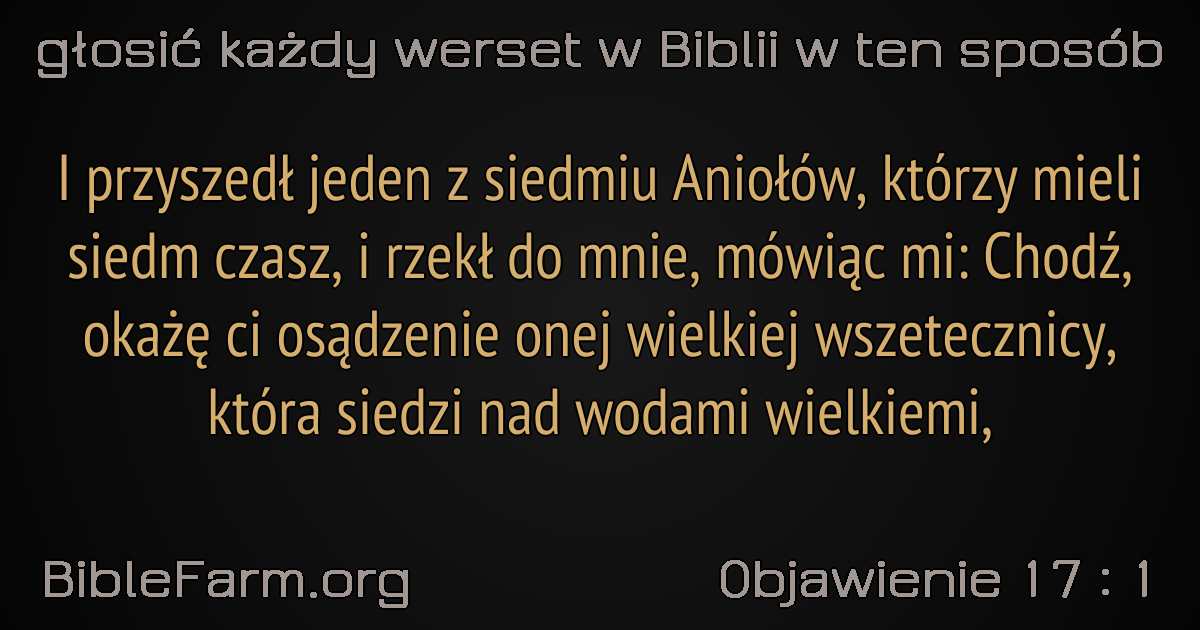 głosić każdy werset w Biblii w ten sposób
I przyszedł jeden z siedmiu Aniołów, którzy mieli
siedm czasz, i rzekł do mnie, mówiąc mi: Chodź,
okażę ci osądzenie onej wielkiej wszetecznicy,
która siedzi nad wodami wielkiemi,
BibleFarm.org
Objawienie 17 : 1